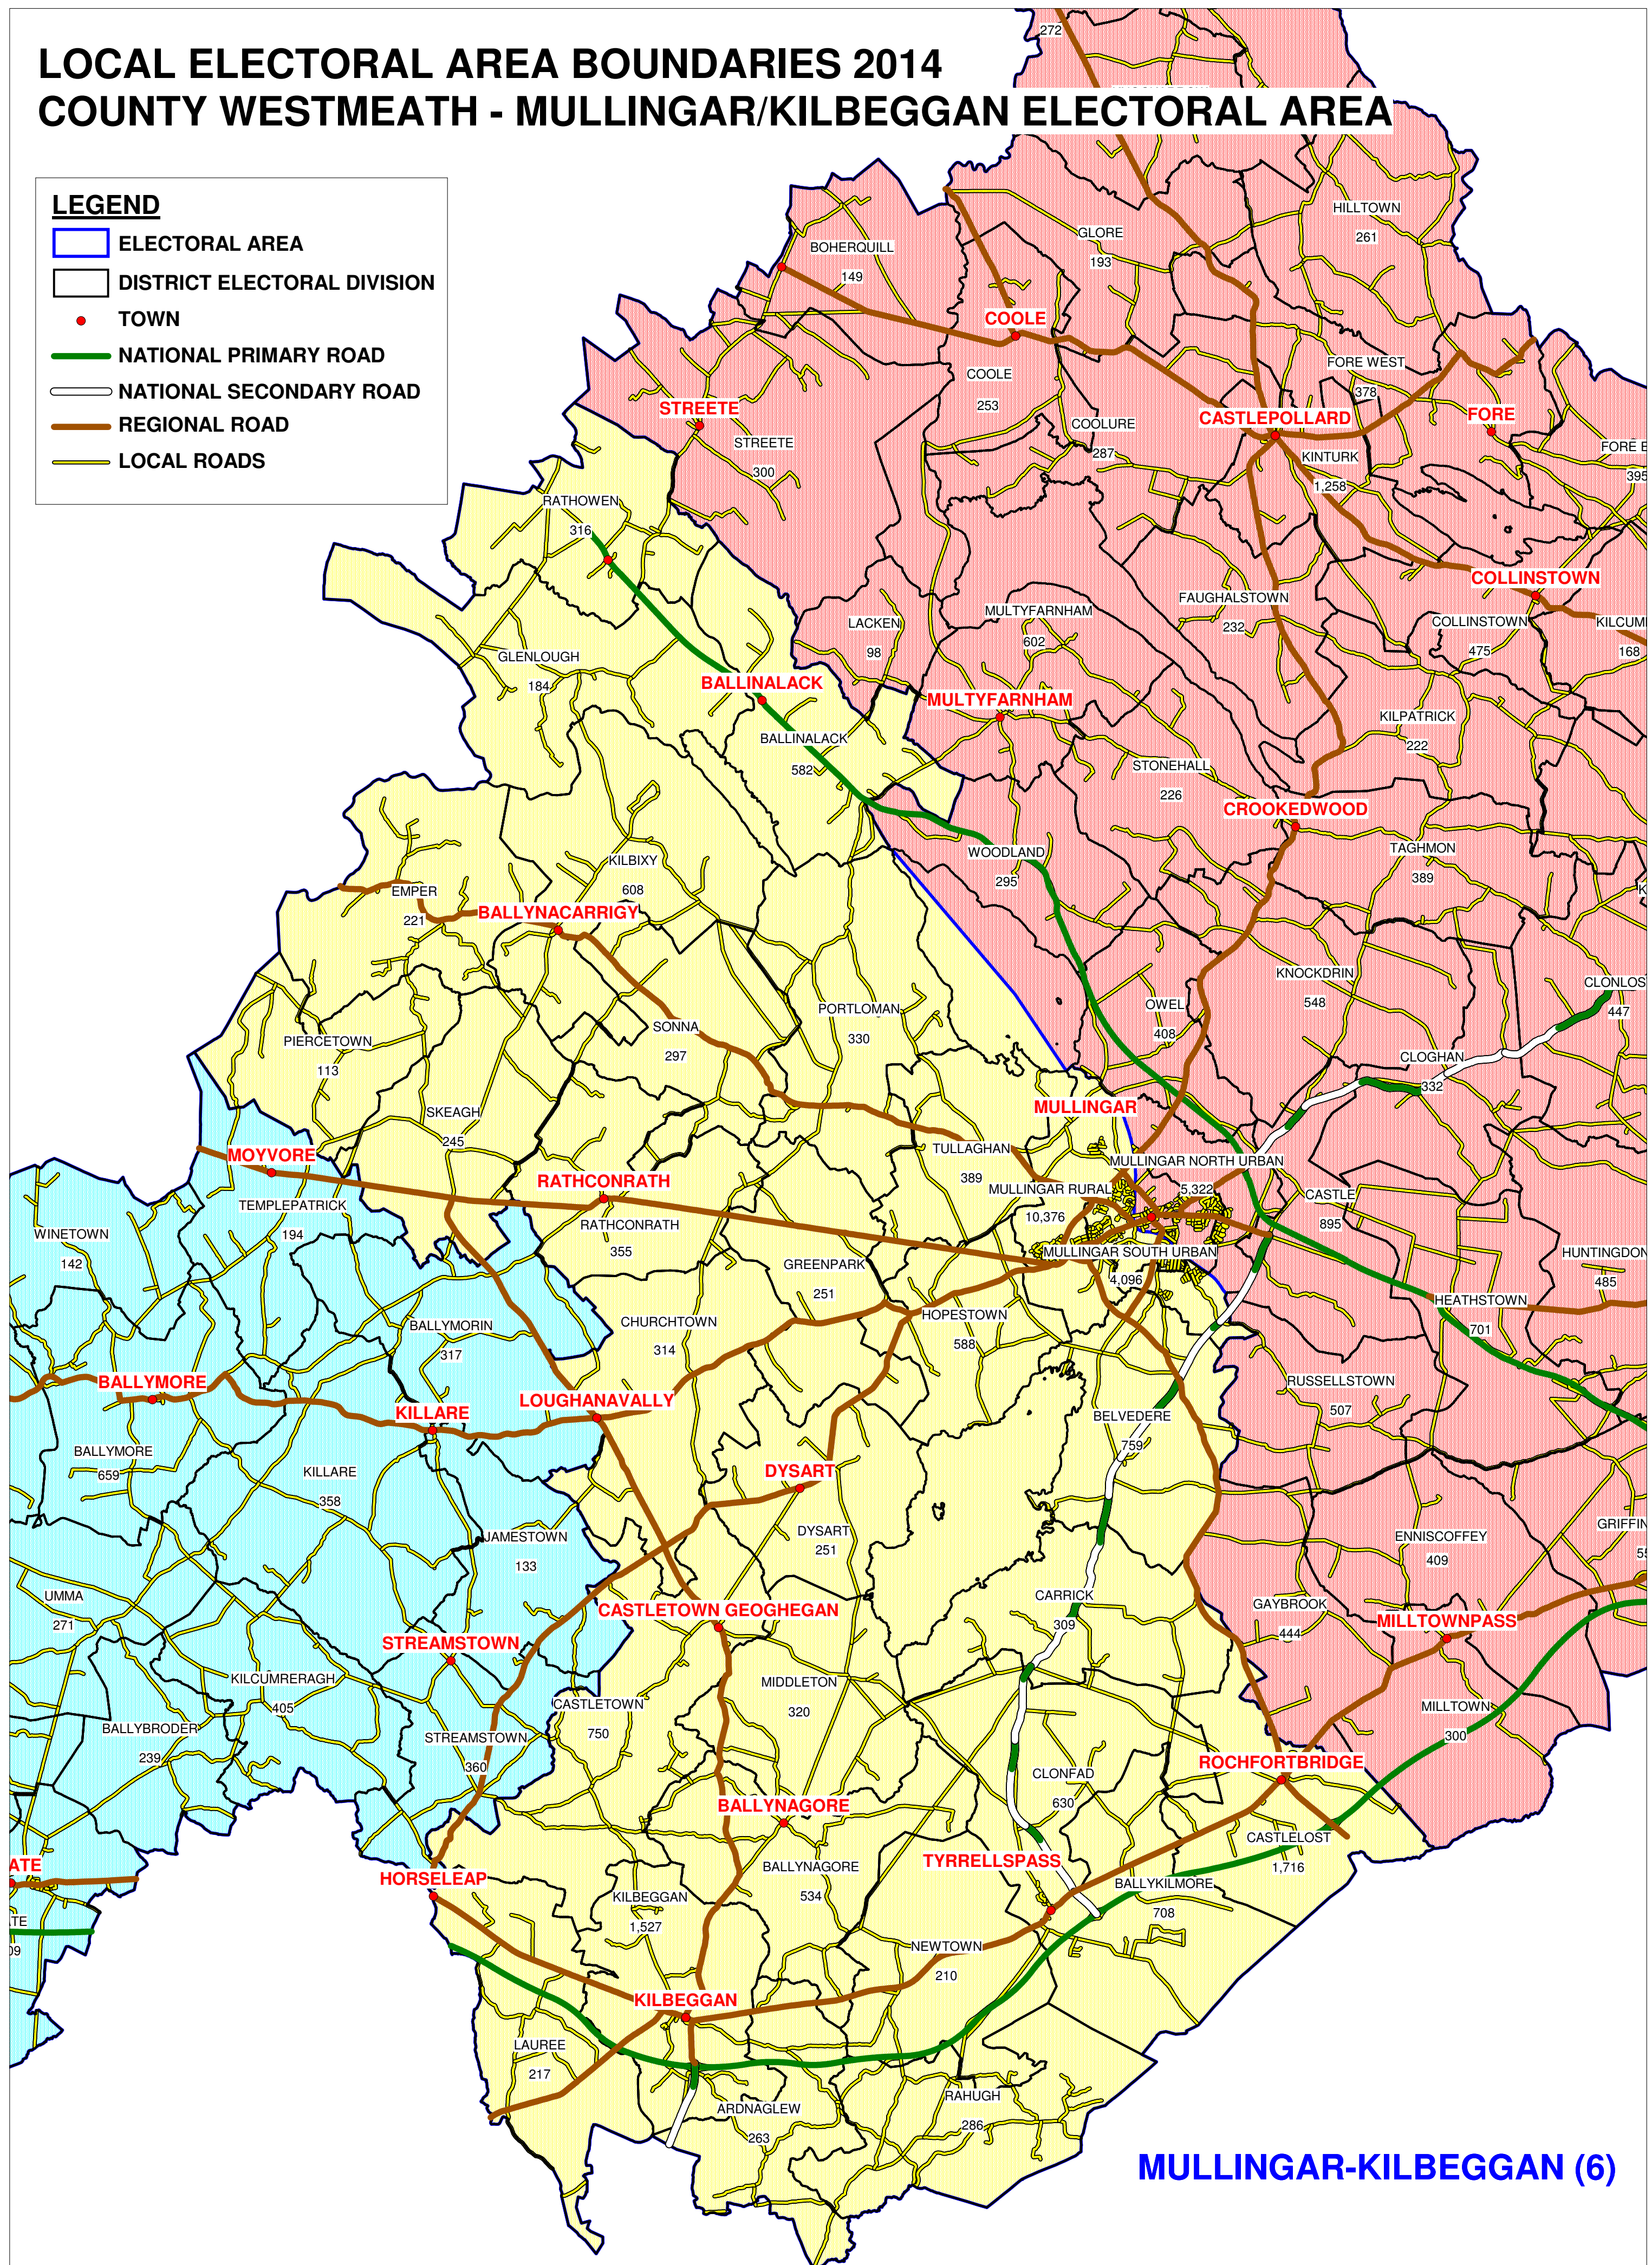 LOCAL ELECTORAL AREA BOUNDARIES 2014
COUNTY WESTMEATH - MULLINGAR/KILBEGGAN ELECTORAL AREA
LEGEND
ELECTORAL AREA
DISTRICT ELECTORAL DIVISION
TOWN
NATIONAL PRIMARY ROAD
NATIONAL SECONDARY ROAD
REGIONAL ROAD
LOCAL ROADS
272
HILLTOWN
261
GLORE
193
BOHERQUILL
149
COOLE
COOLE
253
FORE WEST
378
STREETE
STREETE
300
CASTLEPOLLARD
FORE
COOLURE
287
KINTURK
1,258
FORE E
395
RATHOWEN
316
COLLINSTOWN
COLLINSTOWN
475
KILCUM
168
FAUGHALSTOWN
232
MULTYFARNHAM
602
LACKEN
98
GLENLOUGH
184
BALLINALACK
BALLINALACK
582
MULTYFARNHAM
KILPATRICK
222
STONEHALL
226
CROOKEDWOOD
TAGHMON
389
WOODLAND
295
KILBIXY
608
EMPER
221
BALLYNACARRIGY
KNOCKDRIN
548
CLONLOS
447
OWEL
408
PORTLOMAN
330
SONNA
297
PIERCETOWN
113
CLOGHAN
332
MULLINGAR
SKEAGH
245
MOYVORE
TULLAGHAN
389
MULLINGAR NORTH URBAN
5,322
RATHCONRATH
RATHCONRATH
355
MULLINGAR RURAL
10,376
CASTLE
895
TEMPLEPATRICK
194
WINETOWN
142
MULLINGAR SOUTH URBAN
4,096
HUNTINGDON
485
GREENPARK
251
HEATHSTOWN
701
HOPESTOWN
588
CHURCHTOWN
314
BALLYMORIN
317
BALLYMORE
BALLYMORE
659
RUSSELLSTOWN
507
LOUGHANAVALLY
KILLARE
KILLARE
358
BELVEDERE
759
DYSART
DYSART
251
JAMESTOWN
133
ENNISCOFFEY
409
GRIFFIN
55
UMMA
271
CARRICK
309
GAYBROOK
444
CASTLETOWN GEOGHEGAN
MILLTOWNPASS
STREAMSTOWN
KILCUMRERAGH
405
MIDDLETON
320
CASTLETOWN
750
MILLTOWN
300
BALLYBRODER
239
STREAMSTOWN
360
ROCHFORTBRIDGE
CLONFAD
630
BALLYNAGORE
BALLYNAGORE
534
CASTLELOST
1,716
TYRRELLSPASS
BALLYKILMORE
708
ATE
HORSELEAP
KILBEGGAN
1,527
ATE
09
NEWTOWN
210
KILBEGGAN
LAUREE
217
RAHUGH
286
ARDNAGLEW
263
MULLINGAR-KILBEGGAN (6)